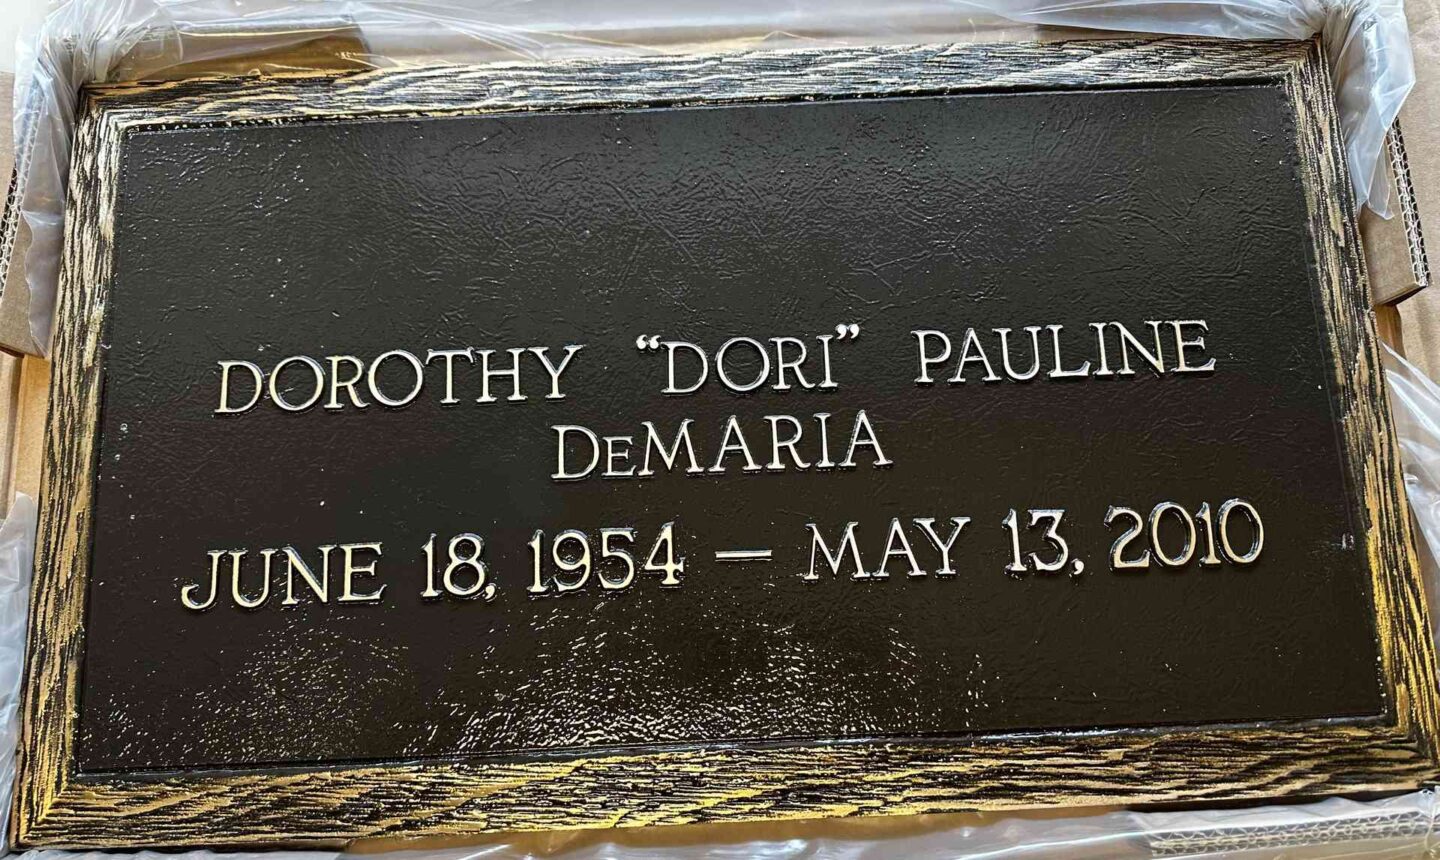 DOROTHY “DORI” PAULINE
DeMARIA
JUNE 18, 1954 – MAY 13, 2010